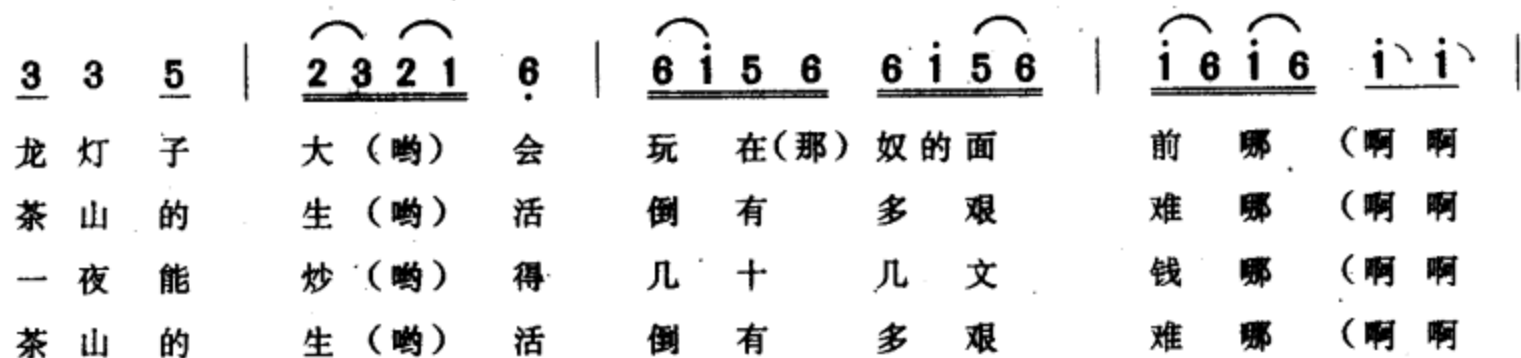 3 3 5 | 2 3 2 1 6̣ | 6 i̇ 5 6 6 i̇ 5 6 | i̇ 6 i̇ 6 i̇ i̇ |
龙 灯 子 大（哟） 会 玩 在（那）奴 的 面 前 哪 （啊 啊
茶 山 的 生（哟） 活 倒 有 多 艰 难 哪 （啊 啊
一 夜 能 炒（哟） 得 几 十 几 文 钱 哪 （啊 啊
茶 山 的 生（哟） 活 倒 有 多 艰 难 哪 （啊 啊